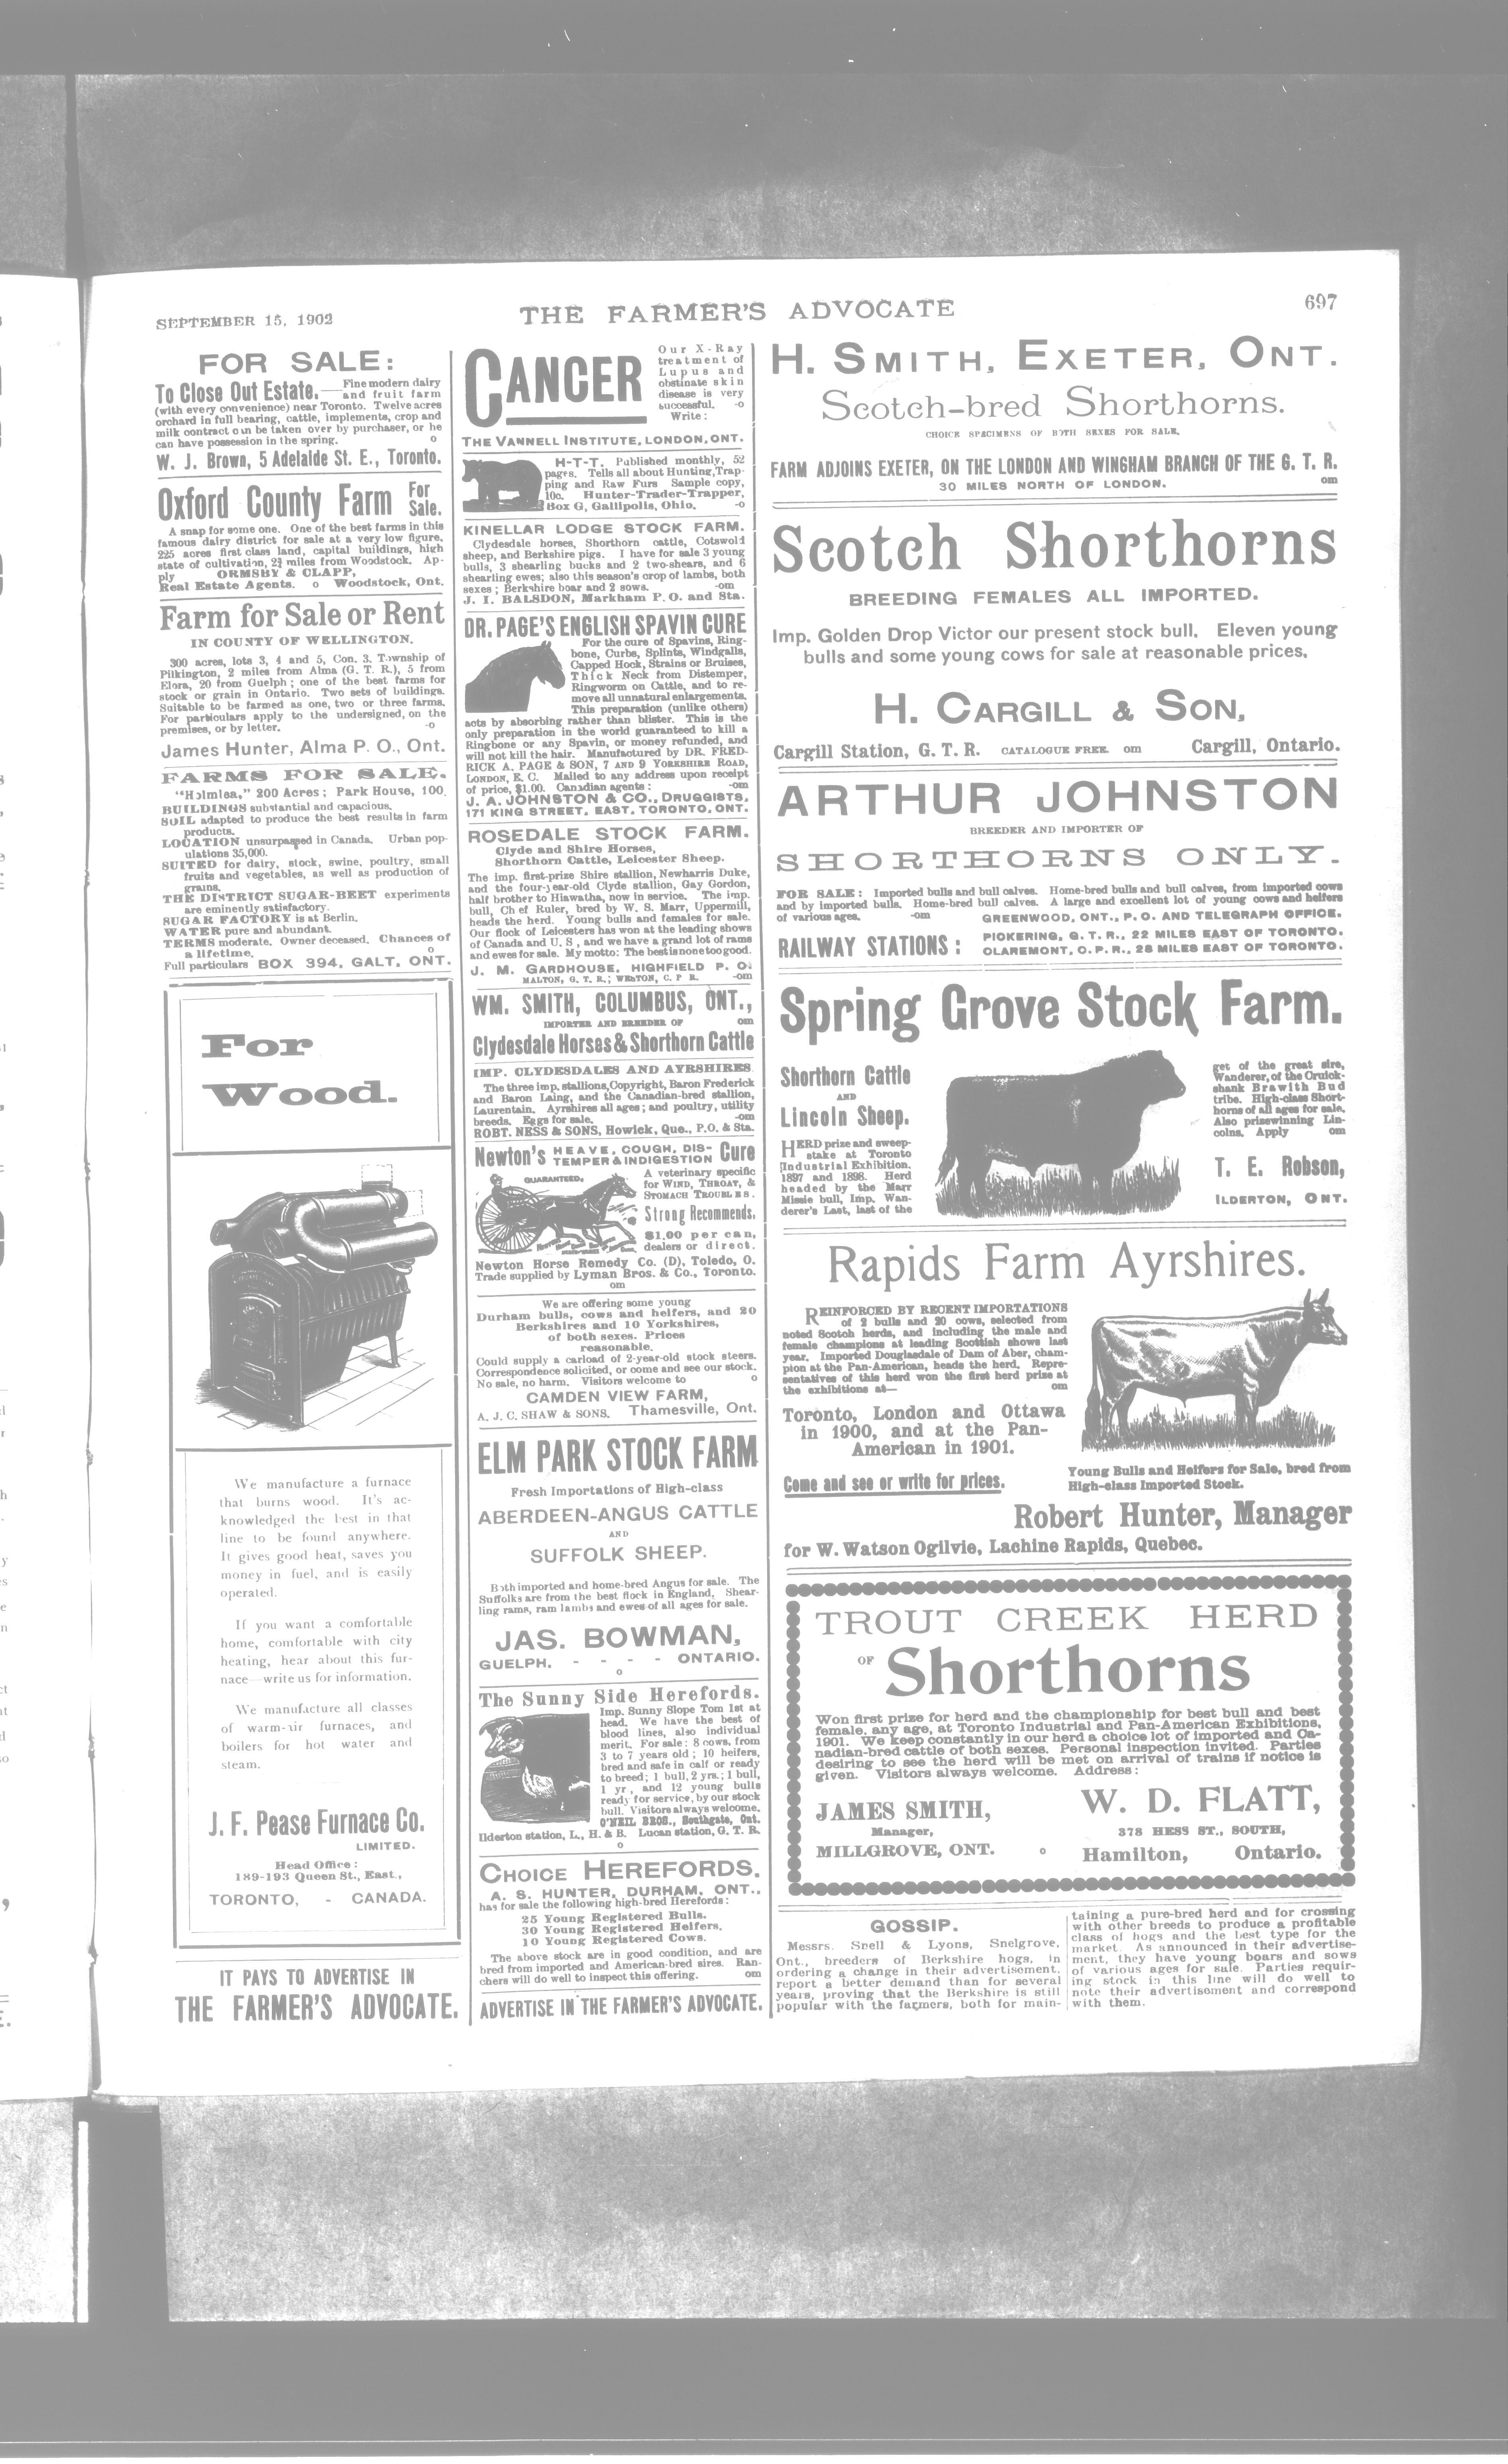 SEPTEMBER 15, 1902
THE FARMER'S ADVOCATE
697
FOR SALE:
To Close Out Estate. — Fine modern dairy
and fruit farm
(with every convenience) near Toronto. Twelve acres
orchard in full bearing, cattle, implements, crop and
milk contract can be taken over by purchaser, or he
can have possession in the spring. o
W. J. Brown, 5 Adelaide St. E., Toronto.
Oxford County Farm For
Sale.
A snap for some one. One of the best farms in this
famous dairy district for sale at a very low figure.
225 acres first class land, capital buildings, high
state of cultivation, 2½ miles from Woodstock. Ap-
ply ORMSBY & CLAPP,
Real Estate Agents. o Woodstock, Ont.
Farm for Sale or Rent
IN COUNTY OF WELLINGTON.
300 acres, lots 3, 4 and 5, Con. 3. Township of
Pilkington, 2 miles from Alma (G. T. R.), 5 from
Elora, 20 from Guelph; one of the best farms for
stock or grain in Ontario. Two sets of buildings.
Suitable to be farmed as one, two or three farms.
For particulars apply to the undersigned, on the
premises, or by letter. -o
James Hunter, Alma P. O., Ont.
FARMS FOR SALE.
"Holmlea," 200 Acres; Park House, 100.
BUILDINGS substantial and capacious.
SOIL adapted to produce the best results in farm
products.
LOCATION unsurpassed in Canada. Urban pop-
ulations 35,000.
SUITED for dairy, stock, swine, poultry, small
fruits and vegetables, as well as production of
grains.
THE DISTRICT SUGAR-BEET experiments
are eminently satisfactory.
SUGAR FACTORY is at Berlin.
WATER pure and abundant.
TERMS moderate. Owner deceased. Chances of
a lifetime. o
Full particulars BOX 394, GALT, ONT.
For
Wood.
We manufacture a furnace
that burns wood. It's ac-
knowledged the best in that
line to be found anywhere.
It gives good heat, saves you
money in fuel, and is easily
operated.
If you want a comfortable
home, comfortable with city
heating, hear about this fur-
nace—write us for information.
We manufacture all classes
of warm-air furnaces, and
boilers for hot water and
steam.
J. F. Pease Furnace Co.
LIMITED.
Head Office:
189-193 Queen St., East.,
TORONTO, - CANADA.
IT PAYS TO ADVERTISE IN
THE FARMER'S ADVOCATE.
CANCER
Our X-Ray
treatment of
Lupus and
obstinate skin
disease is very
successful. -o
Write:
THE VANNELL INSTITUTE, LONDON, ONT.
H-T-T. Published monthly, 52
pages. Tells all about Hunting, Trap-
ping and Raw Furs Sample copy,
10c. Hunter-Trader-Trapper,
Box G, Gallipolis, Ohio. -o
KINELLAR LODGE STOCK FARM.
Clydesdale horses, Shorthorn cattle, Cotswold
sheep, and Berkshire pigs. I have for sale 3 young
bulls, 3 shearling bucks and 2 two-shears, and 6
shearling ewes; also this season's crop of lambs, both
sexes; Berkshire boar and 2 sows. -om
J. I. BALSDON, Markham P. O. and Sta.
DR. PAGE'S ENGLISH SPAVIN CURE
For the cure of Spavins, Ring-
bone, Curbs, Splints, Windgalls,
Capped Hock, Strains or Bruises,
Thick Neck from Distemper,
Ringworm on Cattle, and to re-
move all unnatural enlargements.
This preparation (unlike others)
acts by absorbing rather than blister. This is the
only preparation in the world guaranteed to kill a
Ringbone or any Spavin, or money refunded, and
will not kill the hair. Manufactured by DR. FRED-
RICK A. PAGE & SON, 7 AND 9 YORKSHIRE ROAD,
LONDON, E. C. Mailed to any address upon receipt
of price, $1.00. Canadian agents: -om
J. A. JOHNSTON & CO., DRUGGISTS,
171 KING STREET, EAST, TORONTO, ONT.
ROSEDALE STOCK FARM.
Clyde and Shire Horses,
Shorthorn Cattle, Leicester Sheep.
The imp. first-prize Shire stallion, Newharris Duke,
and the four-year-old Clyde stallion, Gay Gordon,
half brother to Hiawatha, now in service. The imp.
bull, Chief Ruler, bred by W. S. Marr, Uppermill,
heads the herd. Young bulls and females for sale.
Our flock of Leicesters has won at the leading shows
of Canada and U. S, and we have a grand lot of rams
and ewes for sale. My motto: The best is none too good.
J. M. GARDHOUSE, HIGHFIELD P. O.
MALTON, G. T. R.; WESTON, C. P R. -om
WM. SMITH, COLUMBUS, ONT.,
IMPORTER AND BREEDER OF om
Clydesdale Horses & Shorthorn Cattle
IMP. CLYDESDALES AND AYRSHIRES
The three imp. stallions, Copyright, Baron Frederick
and Baron Laing, and the Canadian-bred stallion,
Laurentain. Ayrshires all ages; and poultry, utility
breeds. Eggs for sale. -om
ROBT. NESS & SONS, Howick, Que., P.O. & Sta.
Newton's HEAVE, COUGH, DIS-
TEMPER & INDIGESTION Cure
GUARANTEED.
A veterinary specific
for WIND, THROAT, &
STOMACH TROUBLES.
Strong Recommends.
$1.00 per can,
dealers or direct.
Newton Horse Remedy Co. (D), Toledo, O.
Trade supplied by Lyman Bros. & Co., Toronto.
om
We are offering some young
Durham bulls, cows and heifers, and 20
Berkshires and 10 Yorkshires,
of both sexes. Prices
reasonable.
Could supply a carload of 2-year-old stock steers.
Correspondence solicited, or come and see our stock.
No sale, no harm. Visitors welcome to o
CAMDEN VIEW FARM,
A. J. C. SHAW & SONS. Thamesville, Ont.
ELM PARK STOCK FARM
Fresh Importations of High-class
ABERDEEN-ANGUS CATTLE
AND
SUFFOLK SHEEP.
Both imported and home-bred Angus for sale. The
Suffolks are from the best flock in England. Shear-
ling rams, ram lambs and ewes of all ages for sale.
JAS. BOWMAN,
GUELPH. - - - - ONTARIO.
o
The Sunny Side Herefords.
Imp. Sunny Slope Tom 1st at
head. We have the best of
blood lines, also individual
merit. For sale: 8 cows, from
3 to 7 years old; 10 heifers,
bred and safe in calf or ready
to breed; 1 bull, 2 yrs.; 1 bull,
1 yr, and 12 young bulls
ready for service, by our stock
bull. Visitors always welcome.
O'NEIL BROS., Southgate, Ont.
Ilderton station, L., H. & B. Lucan station, G. T. R.
o
CHOICE HEREFORDS.
A. S. HUNTER, DURHAM, ONT.,
has for sale the following high-bred Herefords:
25 Young Registered Bulls.
30 Young Registered Heifers.
10 Young Registered Cows.
The above stock are in good condition, and are
bred from imported and American-bred sires. Ran-
chers will do well to inspect this offering. om
ADVERTISE IN THE FARMER'S ADVOCATE.
H. SMITH, EXETER, ONT.
Scotch-bred Shorthorns.
CHOICE SPECIMENS OF BOTH SEXES FOR SALE.
FARM ADJOINS EXETER, ON THE LONDON AND WINGHAM BRANCH OF THE G. T. R.
30 MILES NORTH OF LONDON. om
Scotch Shorthorns
BREEDING FEMALES ALL IMPORTED.
Imp. Golden Drop Victor our present stock bull. Eleven young
bulls and some young cows for sale at reasonable prices.
H. CARGILL & SON,
Cargill Station, G. T. R. CATALOGUE FREE. om Cargill, Ontario.
ARTHUR JOHNSTON
BREEDER AND IMPORTER OF
SHORTHORNS ONLY.
FOR SALE: Imported bulls and bull calves. Home-bred bulls and bull calves, from imported cows
and by imported bulls. Home-bred bull calves. A large and excellent lot of young cows and heifers
of various ages. -om GREENWOOD, ONT., P. O. AND TELEGRAPH OFFICE.
RAILWAY STATIONS: PICKERING, G. T. R., 22 MILES EAST OF TORONTO.
CLAREMONT, C. P. R., 28 MILES EAST OF TORONTO.
Spring Grove Stock Farm.
Shorthorn Cattle
AND
Lincoln Sheep.
HERD prize and sweep-
stake at Toronto
Industrial Exhibition.
1897 and 1898. Herd
headed by the Marr
Missie bull, Imp. Wan-
derer's Last, last of the
get of the great sire,
Wanderer, of the Cruick-
shank Brawith Bud
tribe. High-class Short-
horns of all ages for sale.
Also prizewinning Lin-
colns. Apply om
T. E. Robson,
ILDERTON, ONT.
Rapids Farm Ayrshires.
REINFORCED BY RECENT IMPORTATIONS
of 2 bulls and 20 cows, selected from
noted Scotch herds, and including the male and
female champions at leading Scottish shows last
year. Imported Douglasdale of Dam of Aber, cham-
pion at the Pan-American, heads the herd. Repre-
sentatives of this herd won the first herd prize at
the exhibitions at— om
Toronto, London and Ottawa
in 1900, and at the Pan-
American in 1901.
Come and see or write for prices.
Young Bulls and Heifers for Sale, bred from
High-class Imported Stock.
Robert Hunter, Manager
for W. Watson Ogilvie, Lachine Rapids, Quebec.
TROUT CREEK HERD
OF Shorthorns
Won first prize for herd and the championship for best bull and best
female, any age, at Toronto Industrial and Pan-American Exhibitions,
1901. We keep constantly in our herd a choice lot of imported and Ca-
nadian-bred cattle of both sexes. Personal inspection invited. Parties
desiring to see the herd will be met on arrival of trains if notice is
given. Visitors always welcome. Address:
JAMES SMITH,
Manager,
MILLGROVE, ONT. o
W. D. FLATT,
378 HESS ST., SOUTH,
Hamilton, Ontario.
GOSSIP.
Messrs. Snell & Lyons, Snelgrove,
Ont., breeders of Berkshire hogs, in
ordering a change in their advertisement,
report a better demand than for several
years, proving that the Berkshire is still
popular with the farmers, both for main-
taining a pure-bred herd and for crossing
with other breeds to produce a profitable
class of hogs and the best type for the
market. As announced in their advertise-
ment, they have young boars and sows
of various ages for sale. Parties requir-
ing stock in this line will do well to
note their advertisement and correspond
with them.